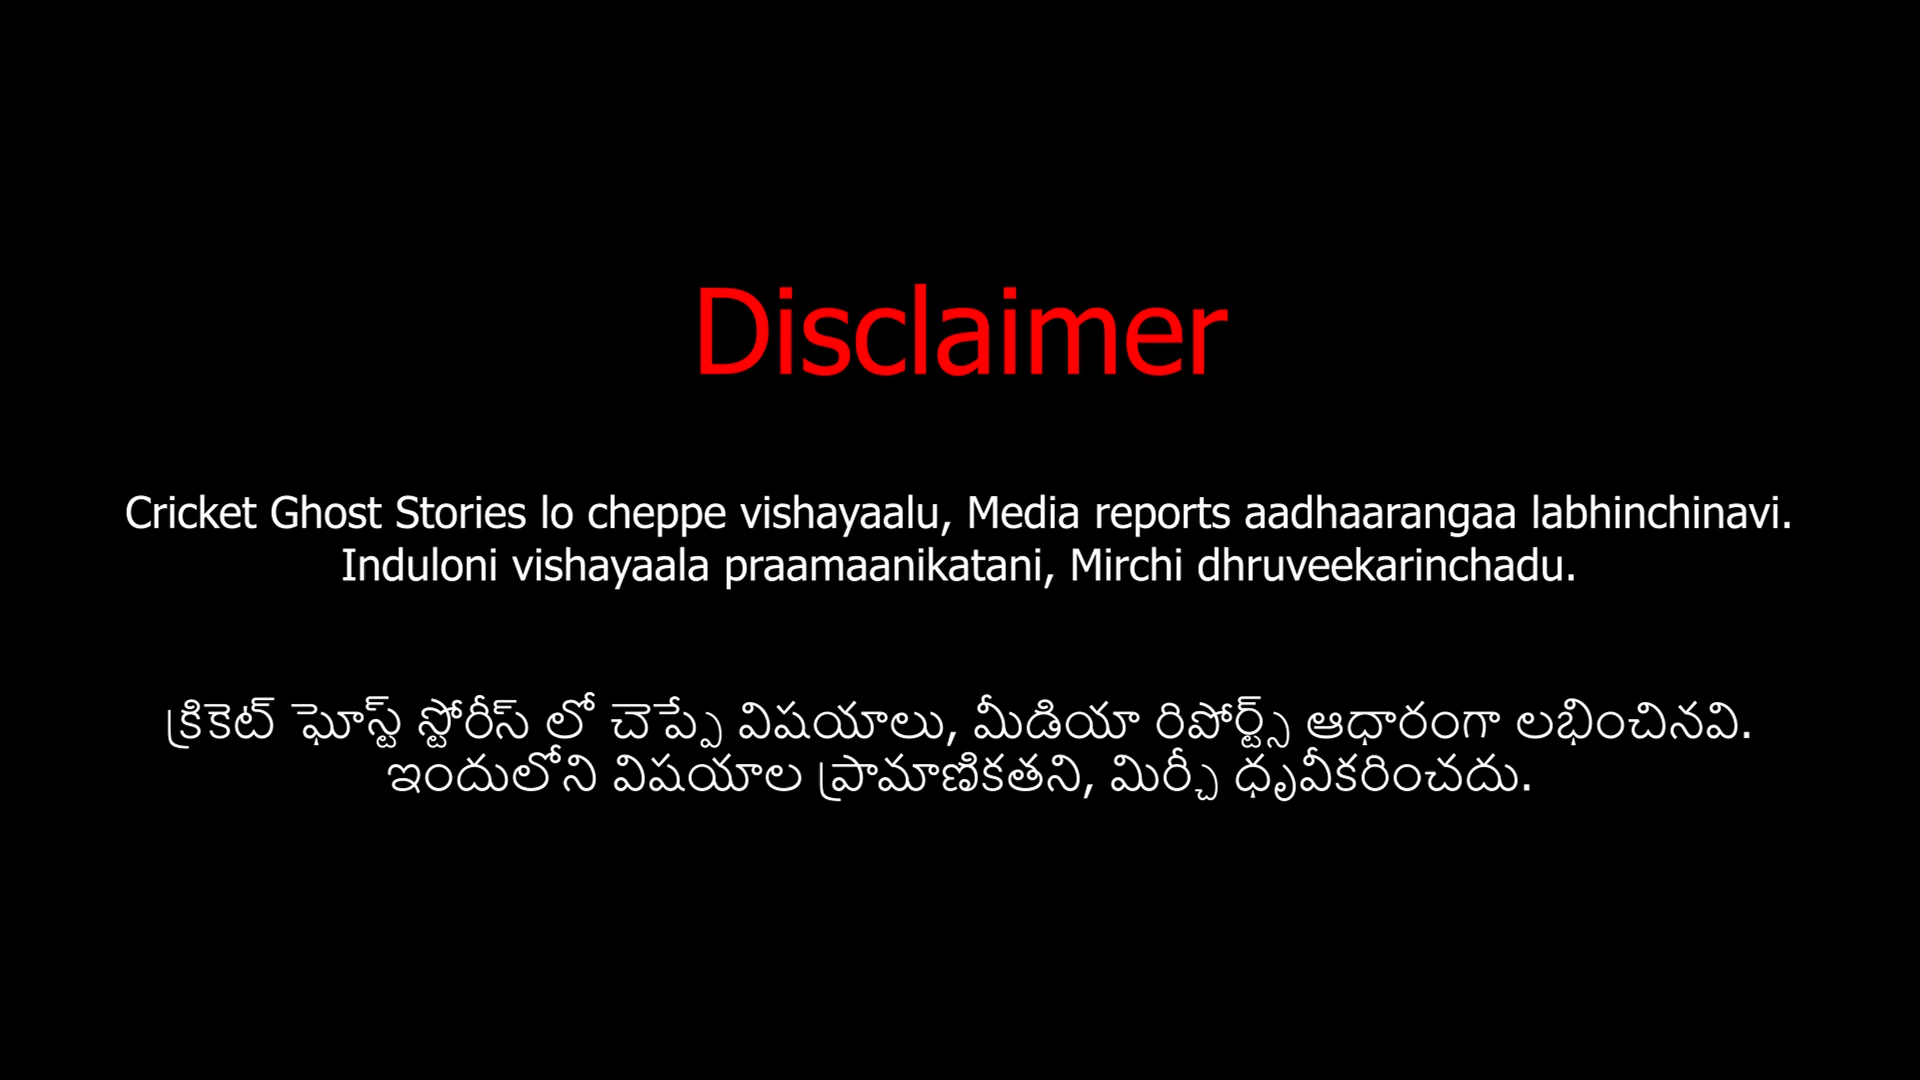 Disclaimer
Cricket Ghost Stories lo cheppe vishayaalu, Media reports aadhaarangaa labhinchinavi.
Induloni vishayaala praamaanikatani, Mirchi dhruveekarinchadu.
క్రికెట్ ఘోస్ట్ స్టోరీస్ లో చెప్పే విషయాలు, మీడియా రిపోర్ట్స్ ఆధారంగా లభించినవి.
ఇందులోని విషయాల ప్రామాణికతని, మిర్చీ ధృవీకరించదు.